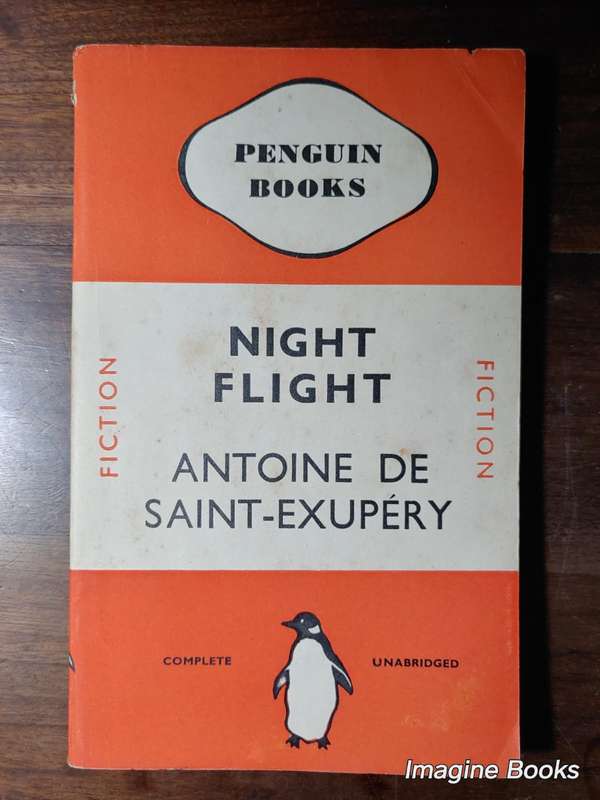 PENGUIN
BOOKS
NIGHT
FLIGHT
FICTION
FICTION
ANTOINE DE
SAINT-EXUPÉRY
COMPLETE
UNABRIDGED
Imagine Books